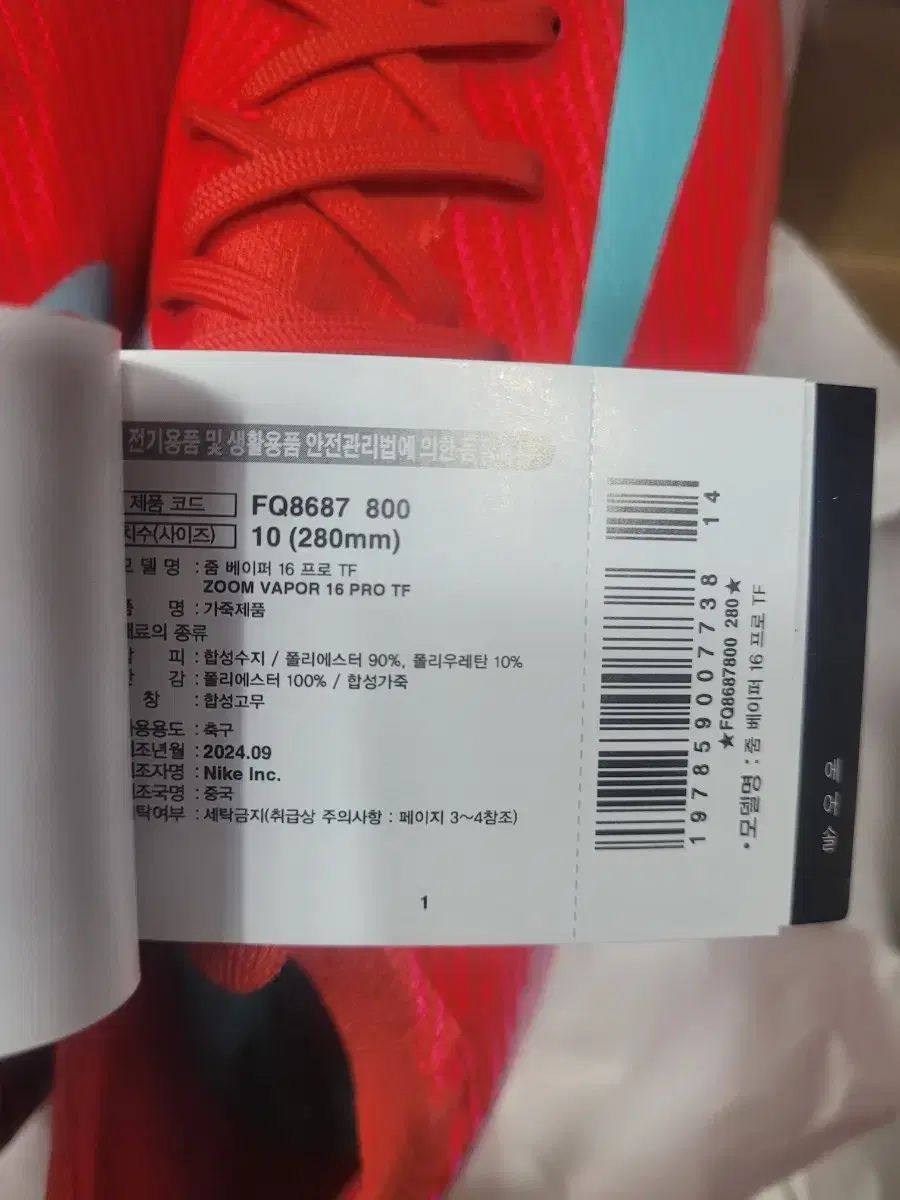 전기용품 및 생활용품 안전관리법에 의한
제품 코드 FQ8687 800
치수(사이즈) 10 (280mm)
모 델 명 : 줌 베이퍼 16 프로 TF
ZOOM VAPOR 16 PRO TF
품 명 : 가죽제품
재료의 종류
겉 피 : 합성수지 / 폴리에스터 90%, 폴리우레탄 10%
안 감 : 폴리에스터 100% / 합성가죽
창 : 합성고무
사용용도 : 축구
제조년월 : 2024.09
제조자명 : Nike Inc.
제조국명 : 중국
세탁여부 : 세탁금지(취급상 주의사항 : 페이지 3~4참조)
1
14
197859007738
★FQ8687800 280★
•모델명 : 줌 베이퍼 16 프로 TF